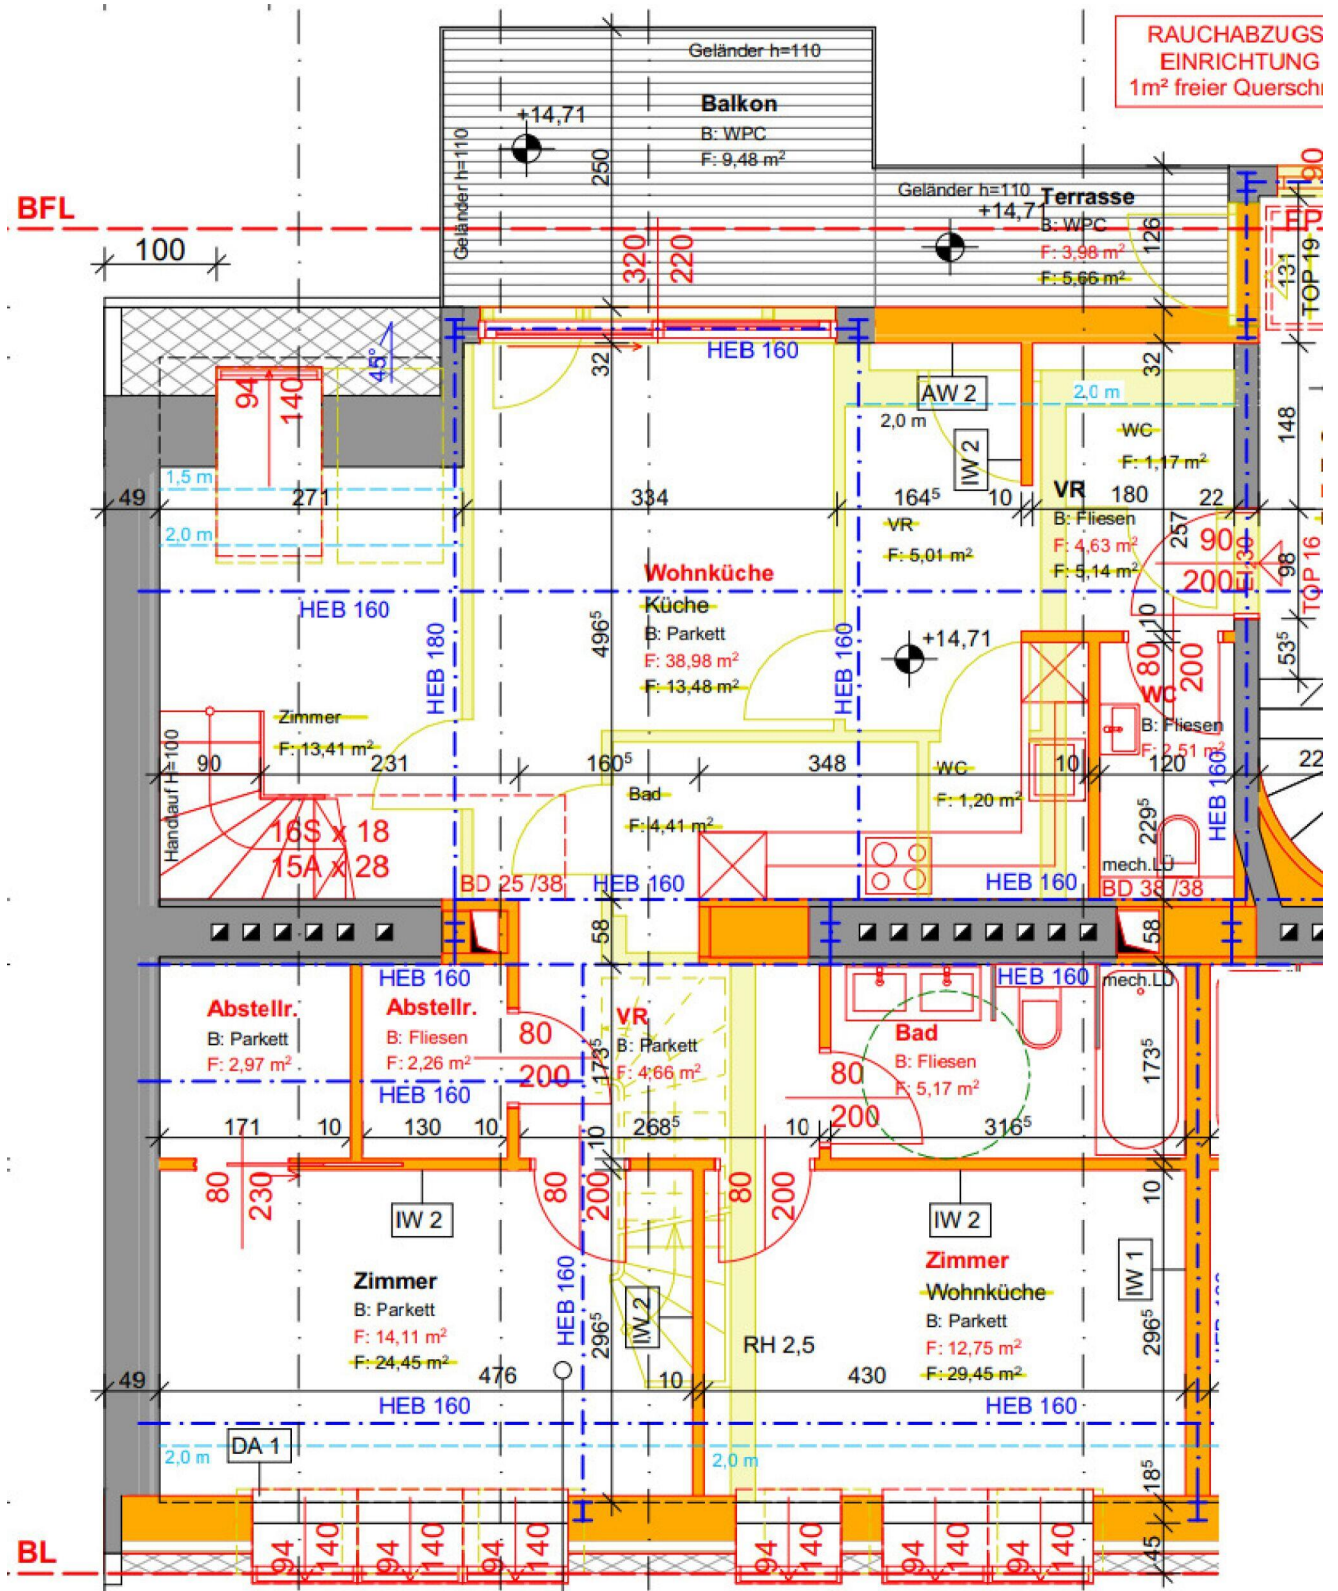 RAUCHABZUGS
EINRICHTUNG
1m² freier Querschn
Geländer h=110
Balkon
B: WPC
F: 9,48 m²
+14,71
250
Geländer h=110
Geländer h=110
Terrasse
+14,71
B: WPC
F: 3,98 m²
F: 5,66 m²
126
90
FP
131
TOP 19
BFL
100
320
220
45°
HEB 160
32
32
94
140
AW 2
2,0 m
2,0 m
IW 2
WC
F: 1,17 m²
148
1,5 m
49
271
334
164⁵
10
VR
180
22
2,0 m
VR
F: 5,01 m²
B: Fliesen
F: 4,63 m²
F: 5,14 m²
257
90
200
98
TOP 16
Wohnküche
Küche
B: Parkett
F: 38,98 m²
F: 13,48 m²
HEB 160
HEB 180
496⁵
HEB 160
+14,71
10
80
200
53⁵
WC
B: Fliesen
F: 2,51 m²
Zimmer
F: 13,41 m²
Handlauf H=100
90
231
160⁵
348
10
120
22
WC
F: 1,20 m²
Bad
F: 4,41 m²
229⁵
HEB 160
16S x 18
15A x 28
mech.LÜ
BD 25 /38
HEB 160
HEB 160
BD 38 /38
58
58
HEB 160
HEB 160
mech.LÜ
Abstellr.
B: Parkett
F: 2,97 m²
Abstellr.
B: Fliesen
F: 2,26 m²
80
200
VR
B: Parkett
F: 4,66 m²
173⁵
Bad
B: Fliesen
F: 5,17 m²
80
200
173⁵
HEB 160
171
10
130
10
268⁵
10
10
316⁵
80
230
IW 2
80
200
80
200
IW 2
10
Zimmer
B: Parkett
F: 14,11 m²
F: 24,45 m²
HEB 160
296⁵
IW 2
RH 2,5
Zimmer
Wohnküche
B: Parkett
F: 12,75 m²
F: 29,45 m²
IW 1
296⁵
49
476
10
430
HEB 160
HEB 160
DA 1
2,0 m
2,0 m
18⁵
BL
94
140
94
140
94
140
94
140
94
140
94
140
45